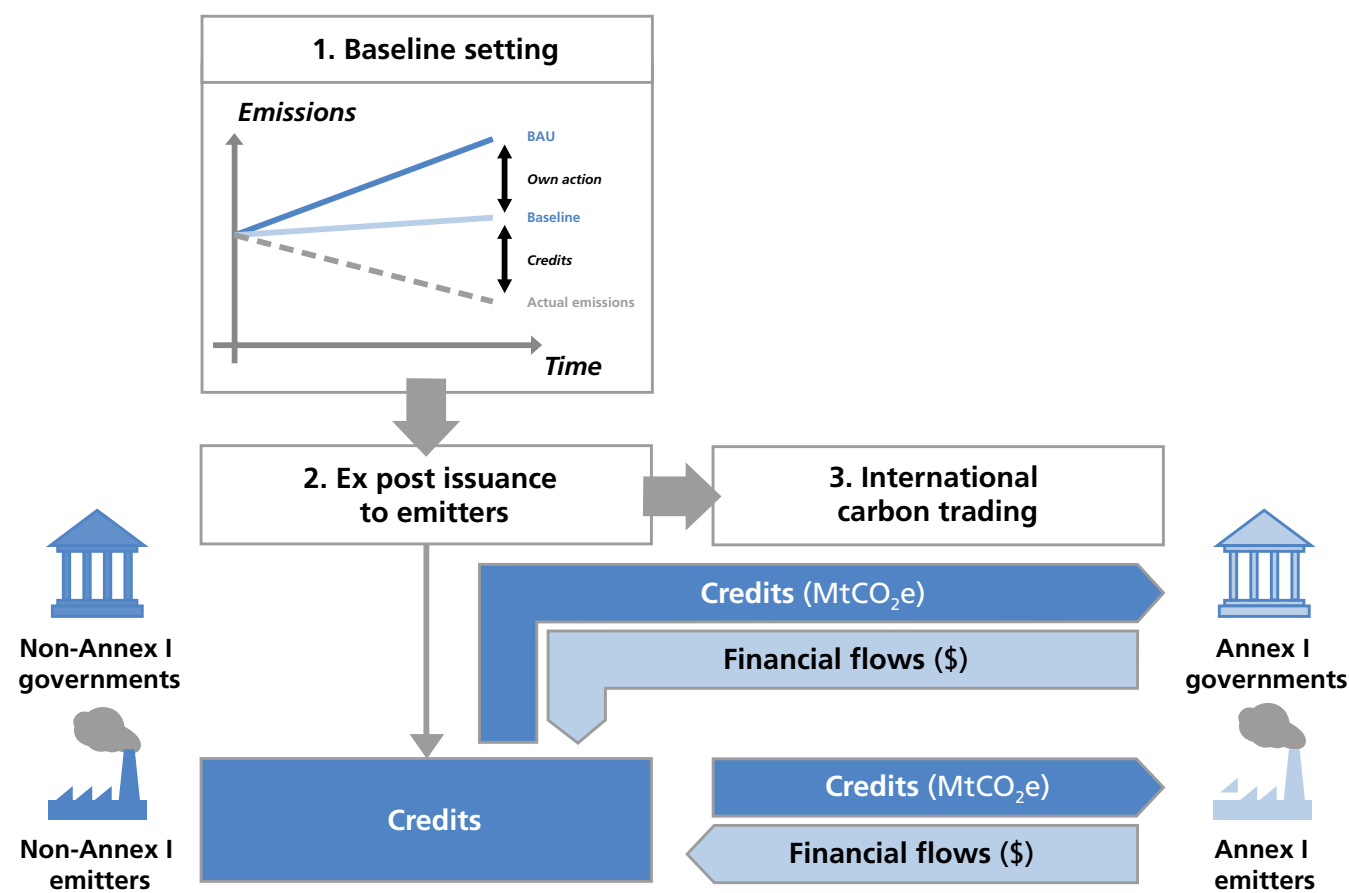 1. Baseline setting
Emissions
BAU
Own action
Baseline
Credits
Actual emissions
Time
2. Ex post issuance
to emitters
3. International
carbon trading
Credits (MtCO₂e)
Financial flows ($)
Non-Annex I
governments
Annex I
governments
Credits
Credits (MtCO₂e)
Financial flows ($)
Non-Annex I
emitters
Annex I
emitters